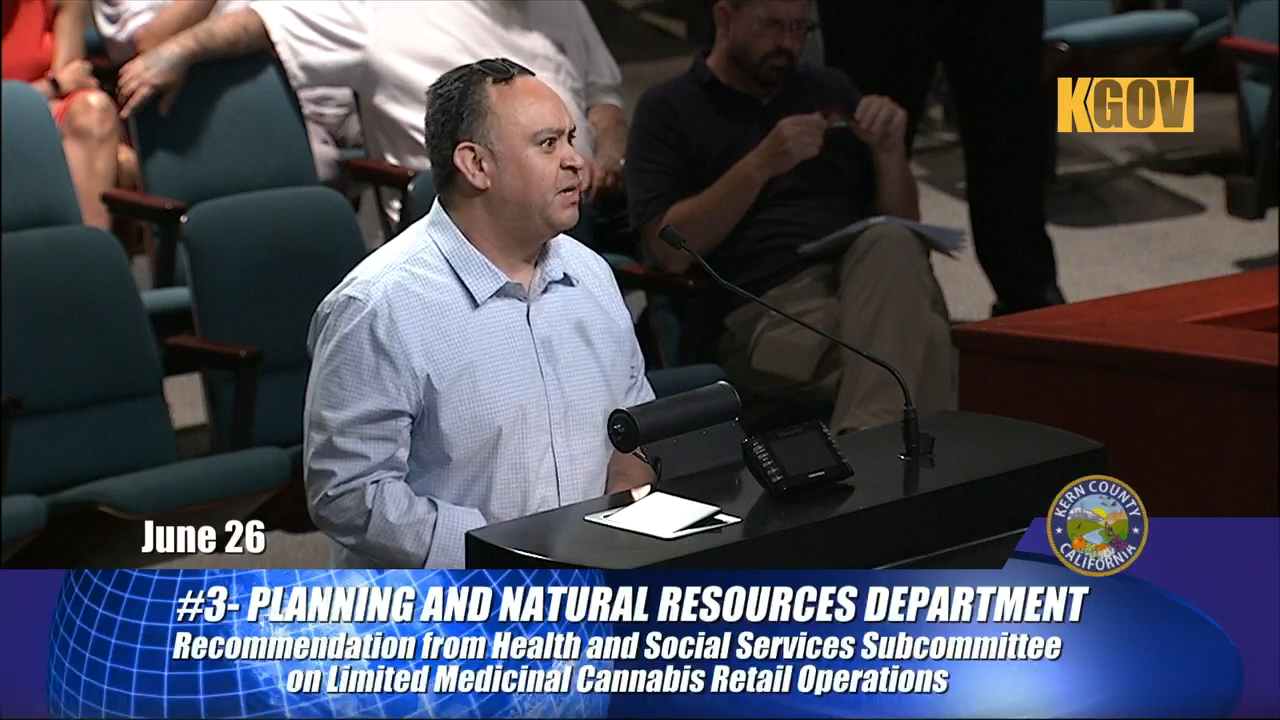 KGOV
June 26
KERN COUNTY
CALIFORNIA
#3- PLANNING AND NATURAL RESOURCES DEPARTMENT
Recommendation from Health and Social Services Subcommittee
on Limited Medicinal Cannabis Retail Operations